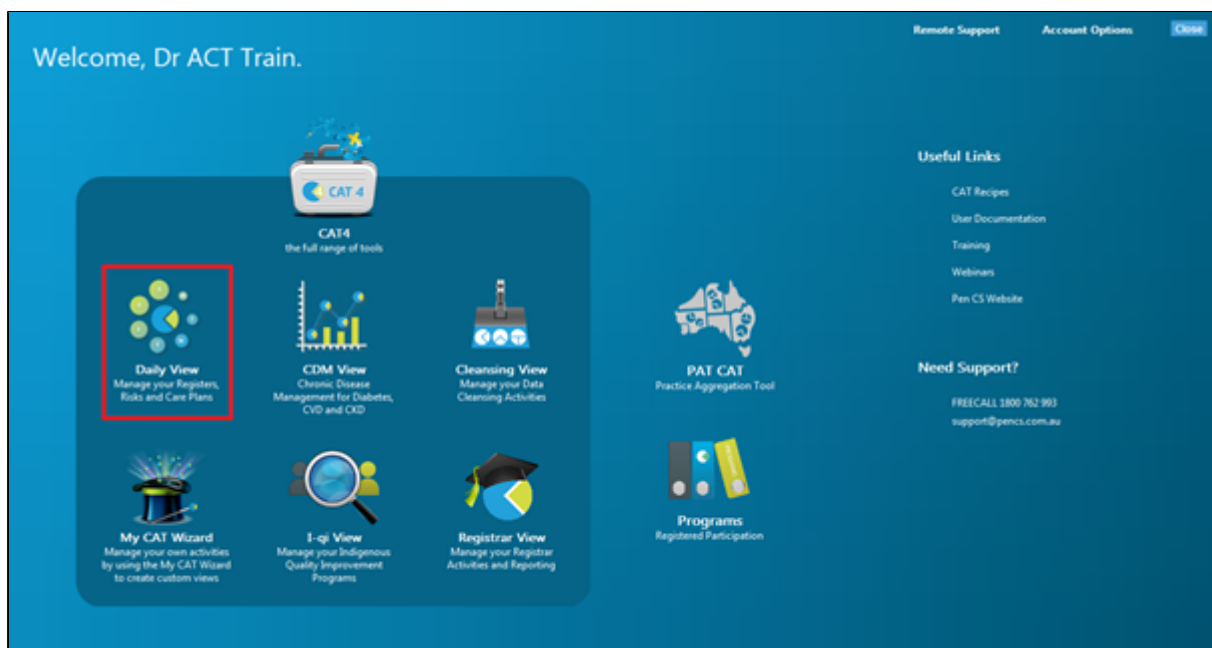 Remote Support
Account Options
Close
Welcome, Dr ACT Train.
CAT 4
CAT4
the full range of tools
Daily View
Manage your Registers,
Risks and Care Plans
CDM View
Chronic Disease
Management for Diabetes,
CVD and CKD
Cleansing View
Manage your Data
Cleansing Activities
My CAT Wizard
Manage your own activities
by using the My CAT Wizard
to create custom views
I-qi View
Manage your Indigenous
Quality Improvement
Programs
Registrar View
Manage your Registrar
Activities and Reporting
PAT CAT
Practice Aggregation Tool
Programs
Registered Participation
Useful Links
CAT Recipes
User Documentation
Training
Webinars
Pen CS Website
Need Support?
FREECALL 1800 762 993
support@pencs.com.au